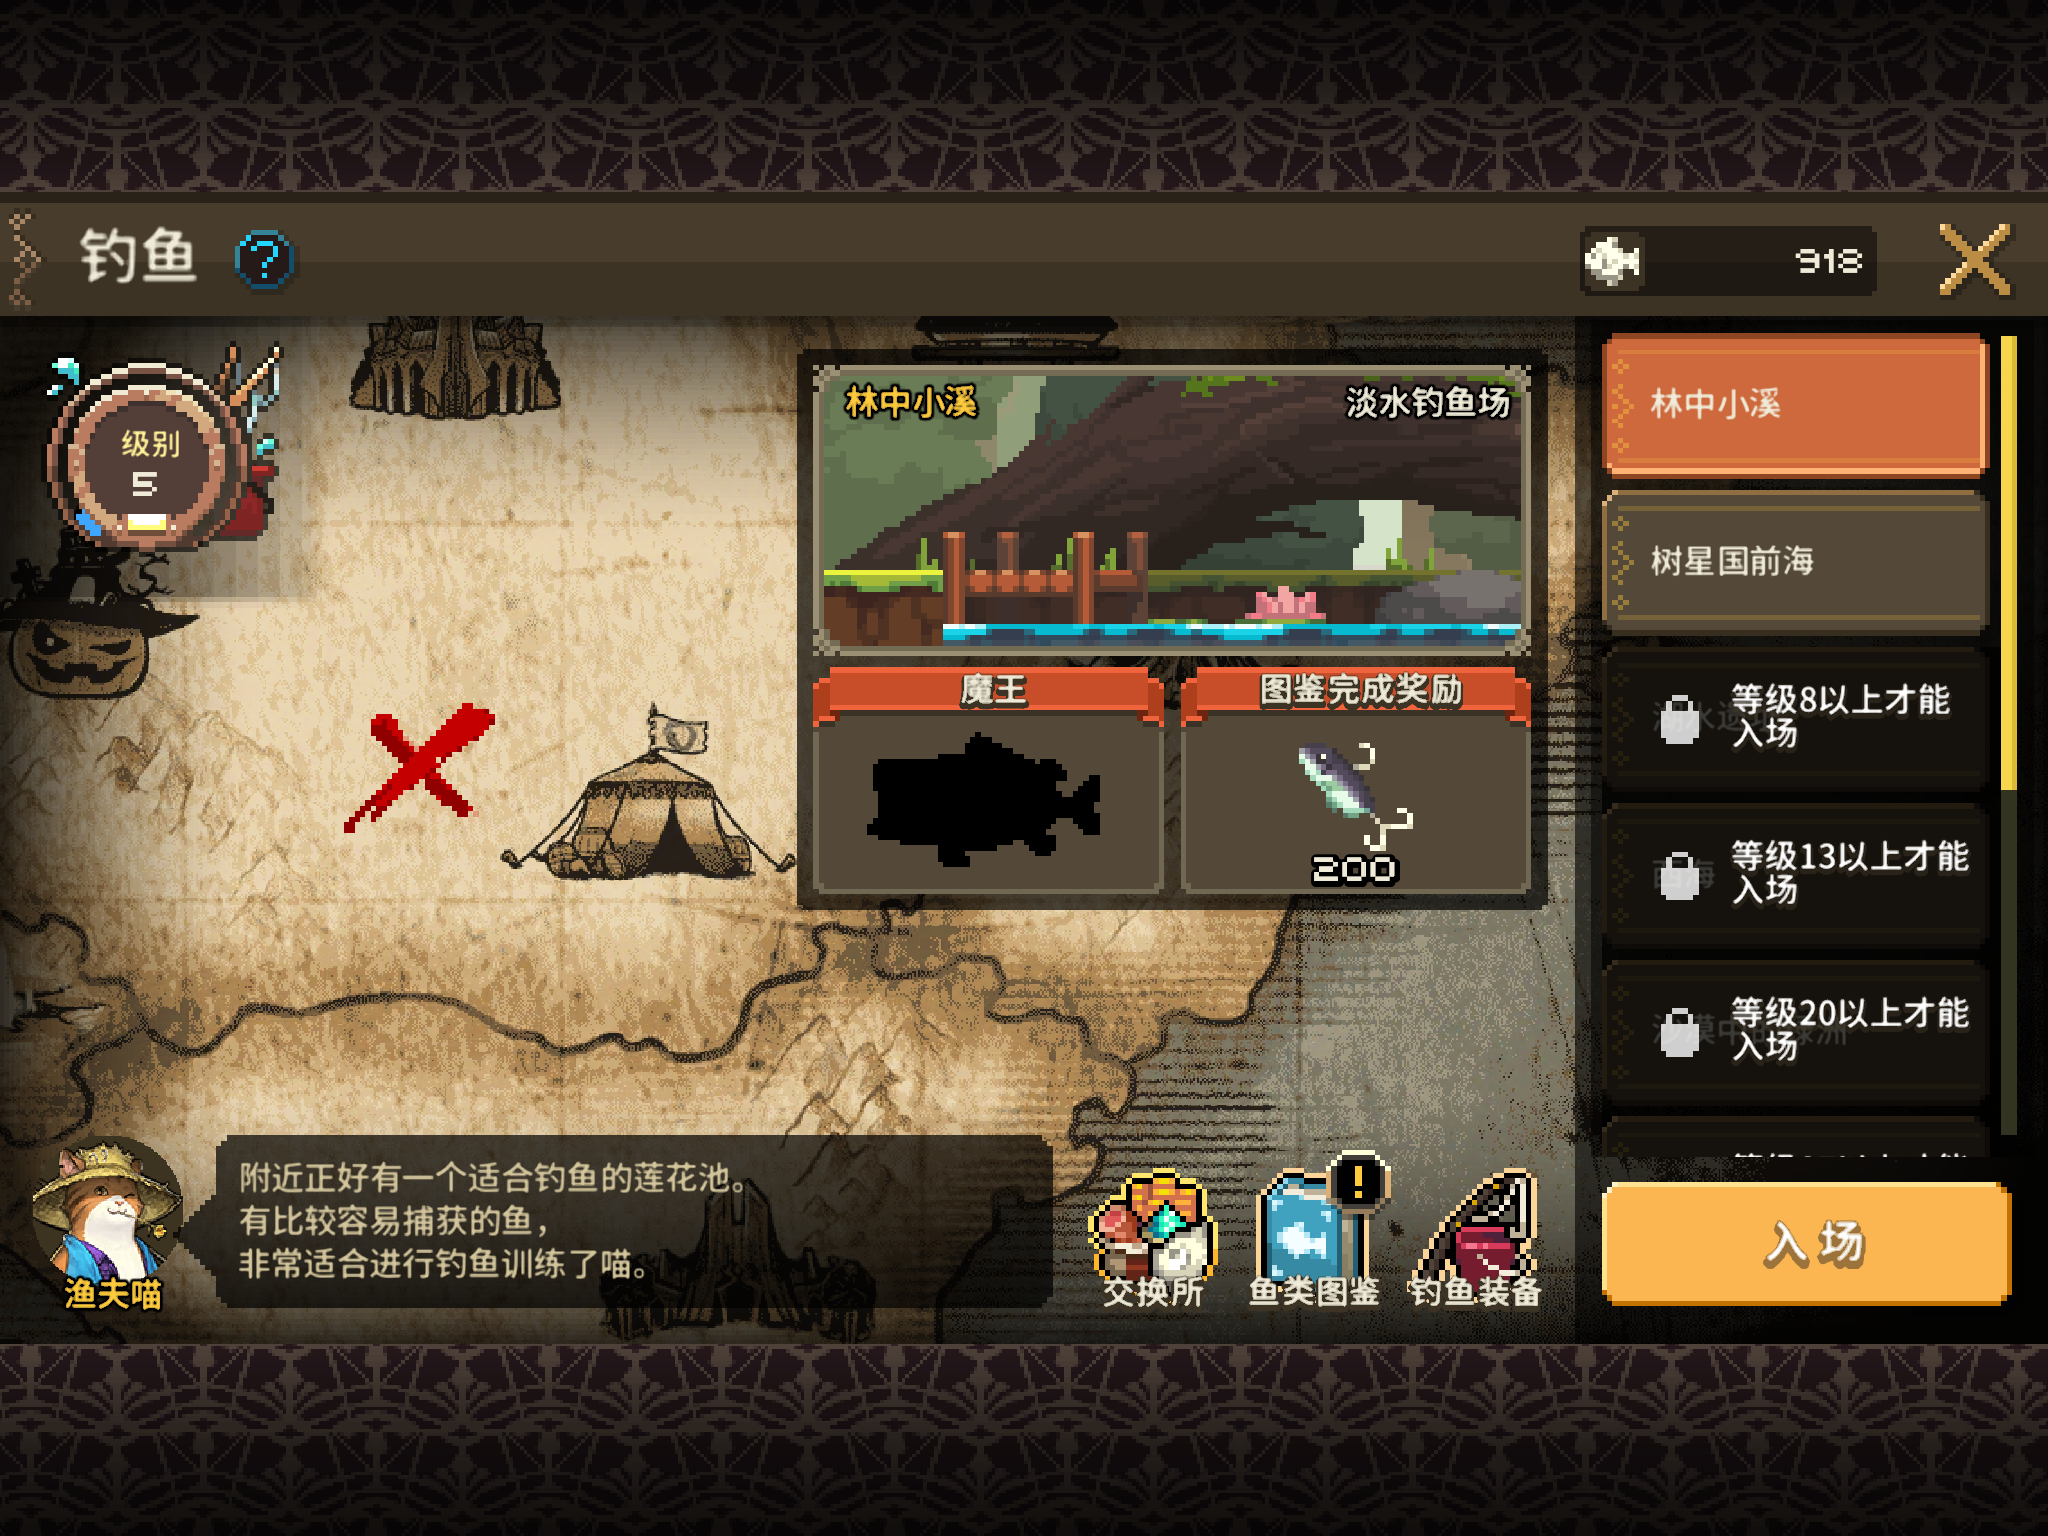 钓鱼
?
918
级别
5
林中小溪
淡水钓鱼场
魔王
图鉴完成奖励
200
林中小溪
树星国前海
等级8以上才能
入场
等级13以上才能
入场
等级20以上才能
入场
附近正好有一个适合钓鱼的莲花池。
有比较容易捕获的鱼，
非常适合进行钓鱼训练了喵。
渔夫喵
交换所
鱼类图鉴
钓鱼装备
入场